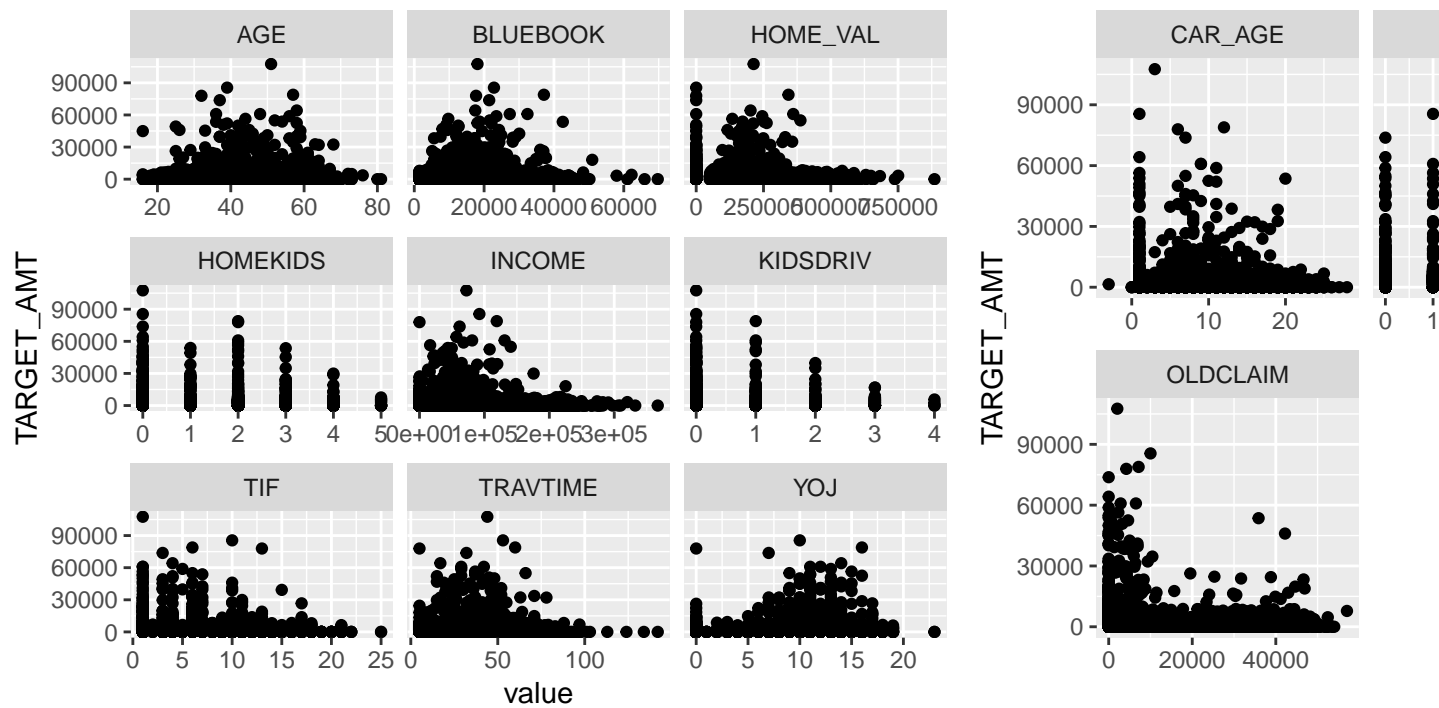 AGE BLUEBOOK HOME_VAL
90000
60000
30000
0
20 40 60 80 0 20000 40000 60000 0 250000 500000 750000
HOMEKIDS INCOME KIDSDRIV
90000
60000
30000
0
0 1 2 3 4 5 0e+00 1e+05 2e+05 3e+05 0 1 2 3 4
TIF TRAVTIME YOJ
90000
60000
30000
0
0 5 10 15 20 25 0 50 100 0 5 10 15 20
TARGET_AMT
value
CAR_AGE
90000
60000
30000
0
0 10 20 0 1
OLDCLAIM
90000
60000
30000
0
0 20000 40000
TARGET_AMT